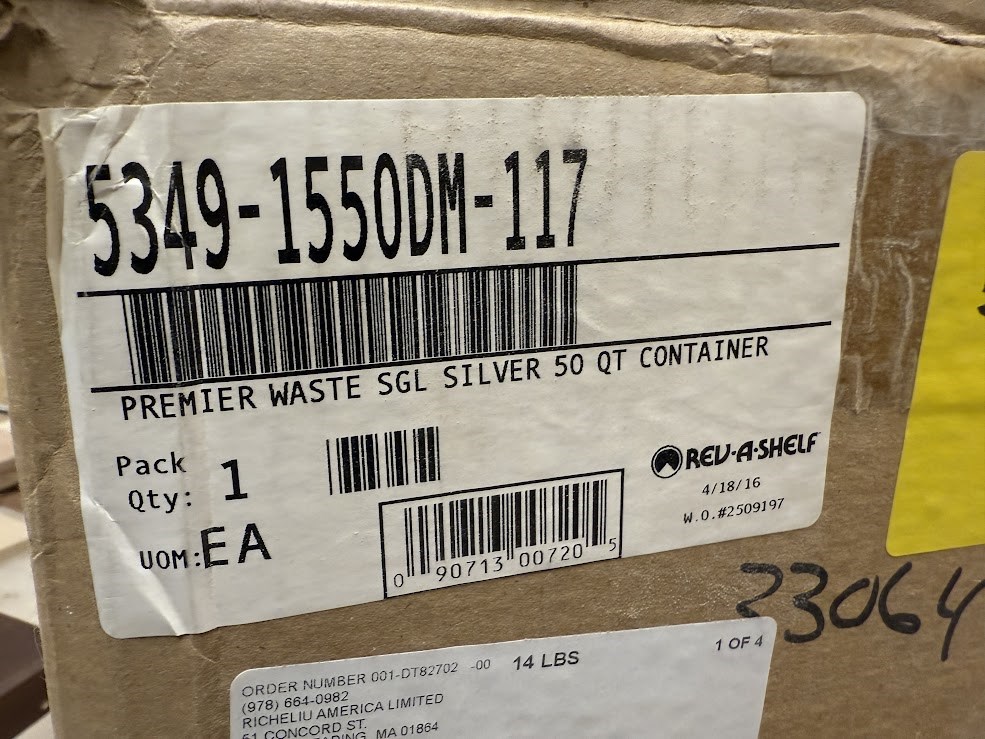 5349-1550DM-117
PREMIER WASTE SGL SILVER 50 QT CONTAINER
Pack
Qty: 1
UOM: EA
REV-A-SHELF
4/18/16
W.O.#2509197
0 90713 00720 5
23064
ORDER NUMBER 001-DT82702 -00 14 LBS 1 OF 4
(978) 664-0982
RICHELIU AMERICA LIMITED
51 CONCORD ST.
MA 01864